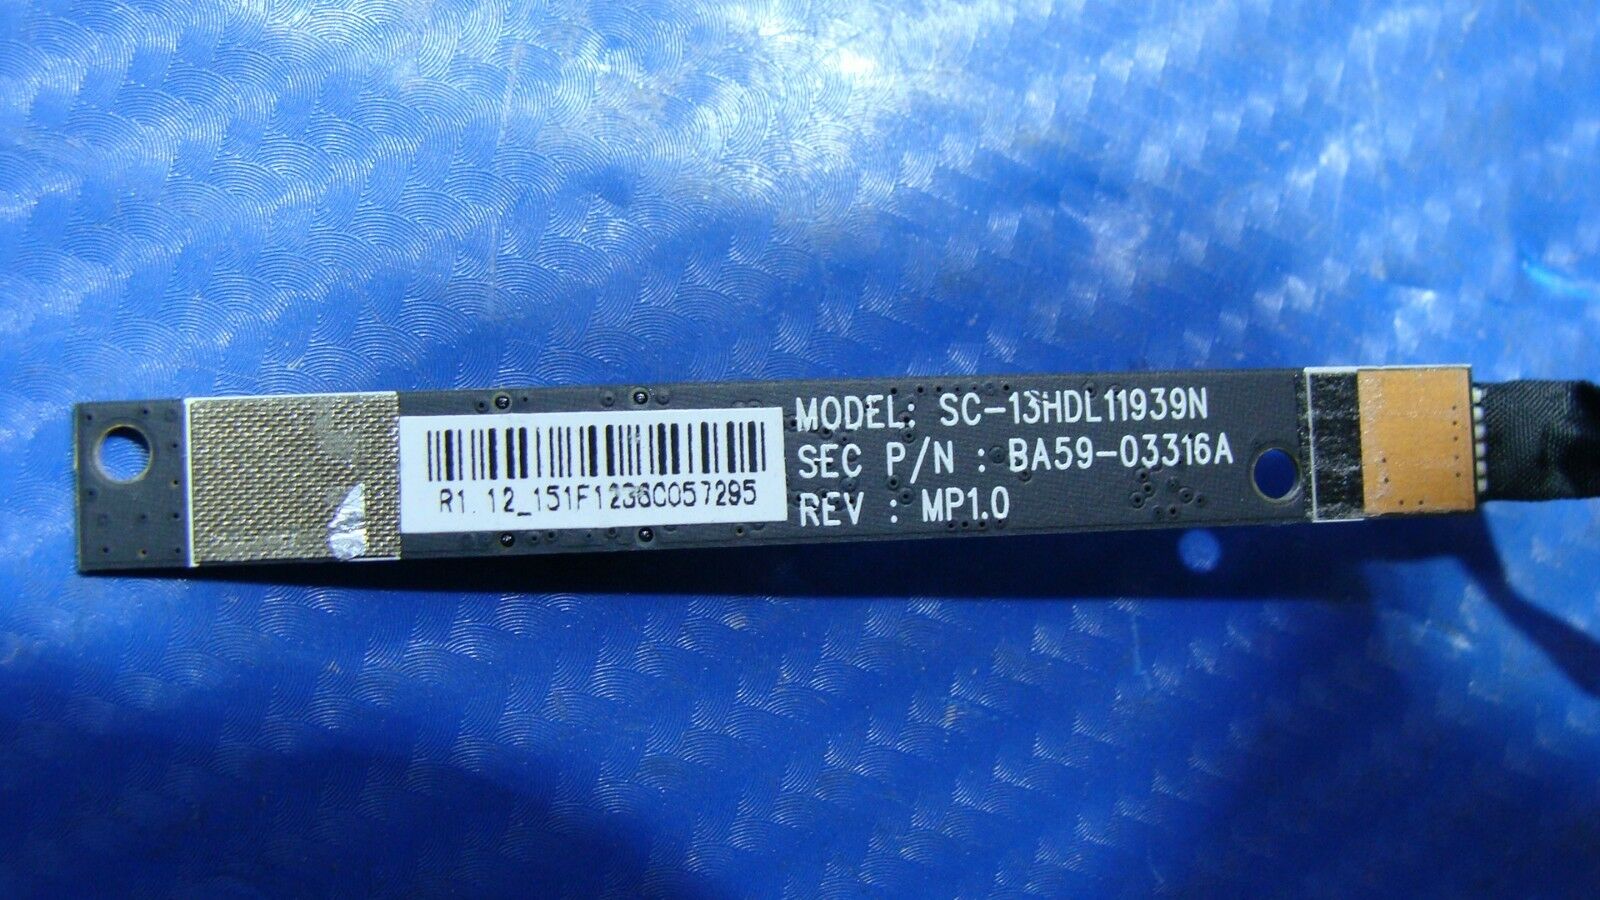 R1.12_151F1236C057295
MODEL: SC-13HDL11939N
SEC P/N : BA59-03316A
REV : MP1.0